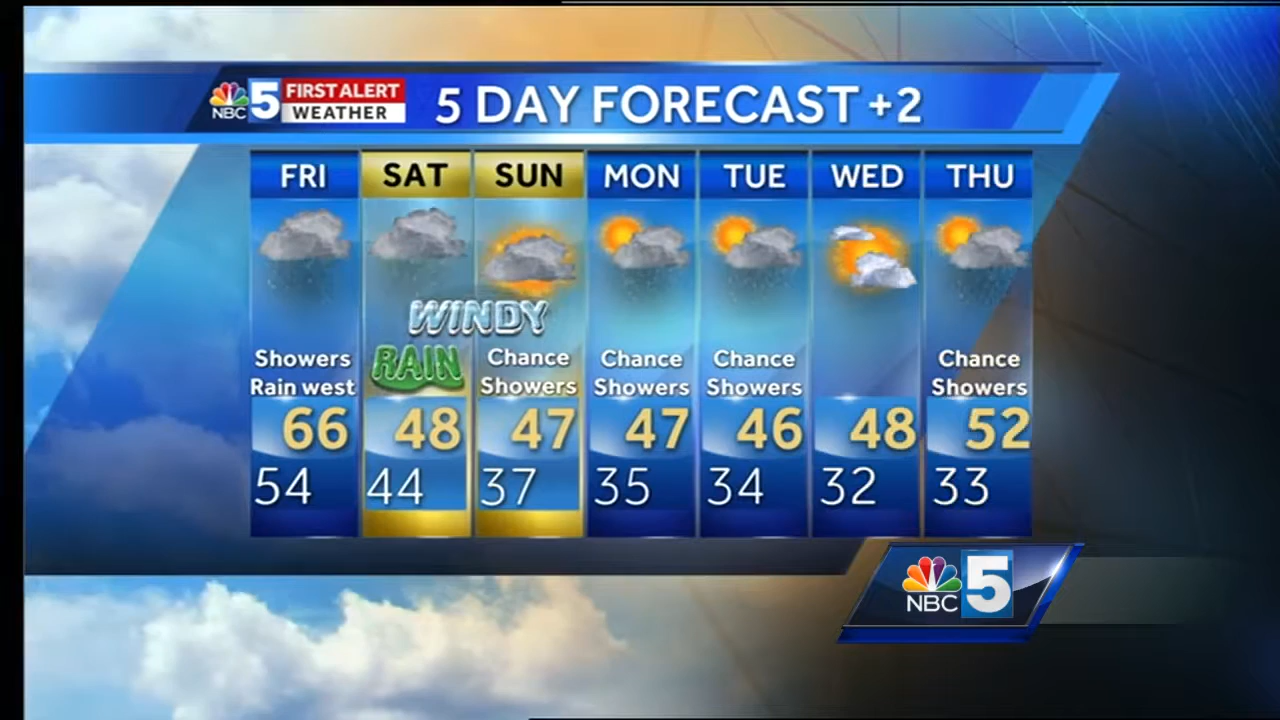 NBC 5 FIRST ALERT WEATHER
5 DAY FORECAST +2
FRI SAT SUN MON TUE WED THU
WINDY
RAIN
Showers Chance Chance Chance Chance
Rain west Showers Showers Showers Showers
66 48 47 47 46 48 52
54 44 37 35 34 32 33
NBC 5